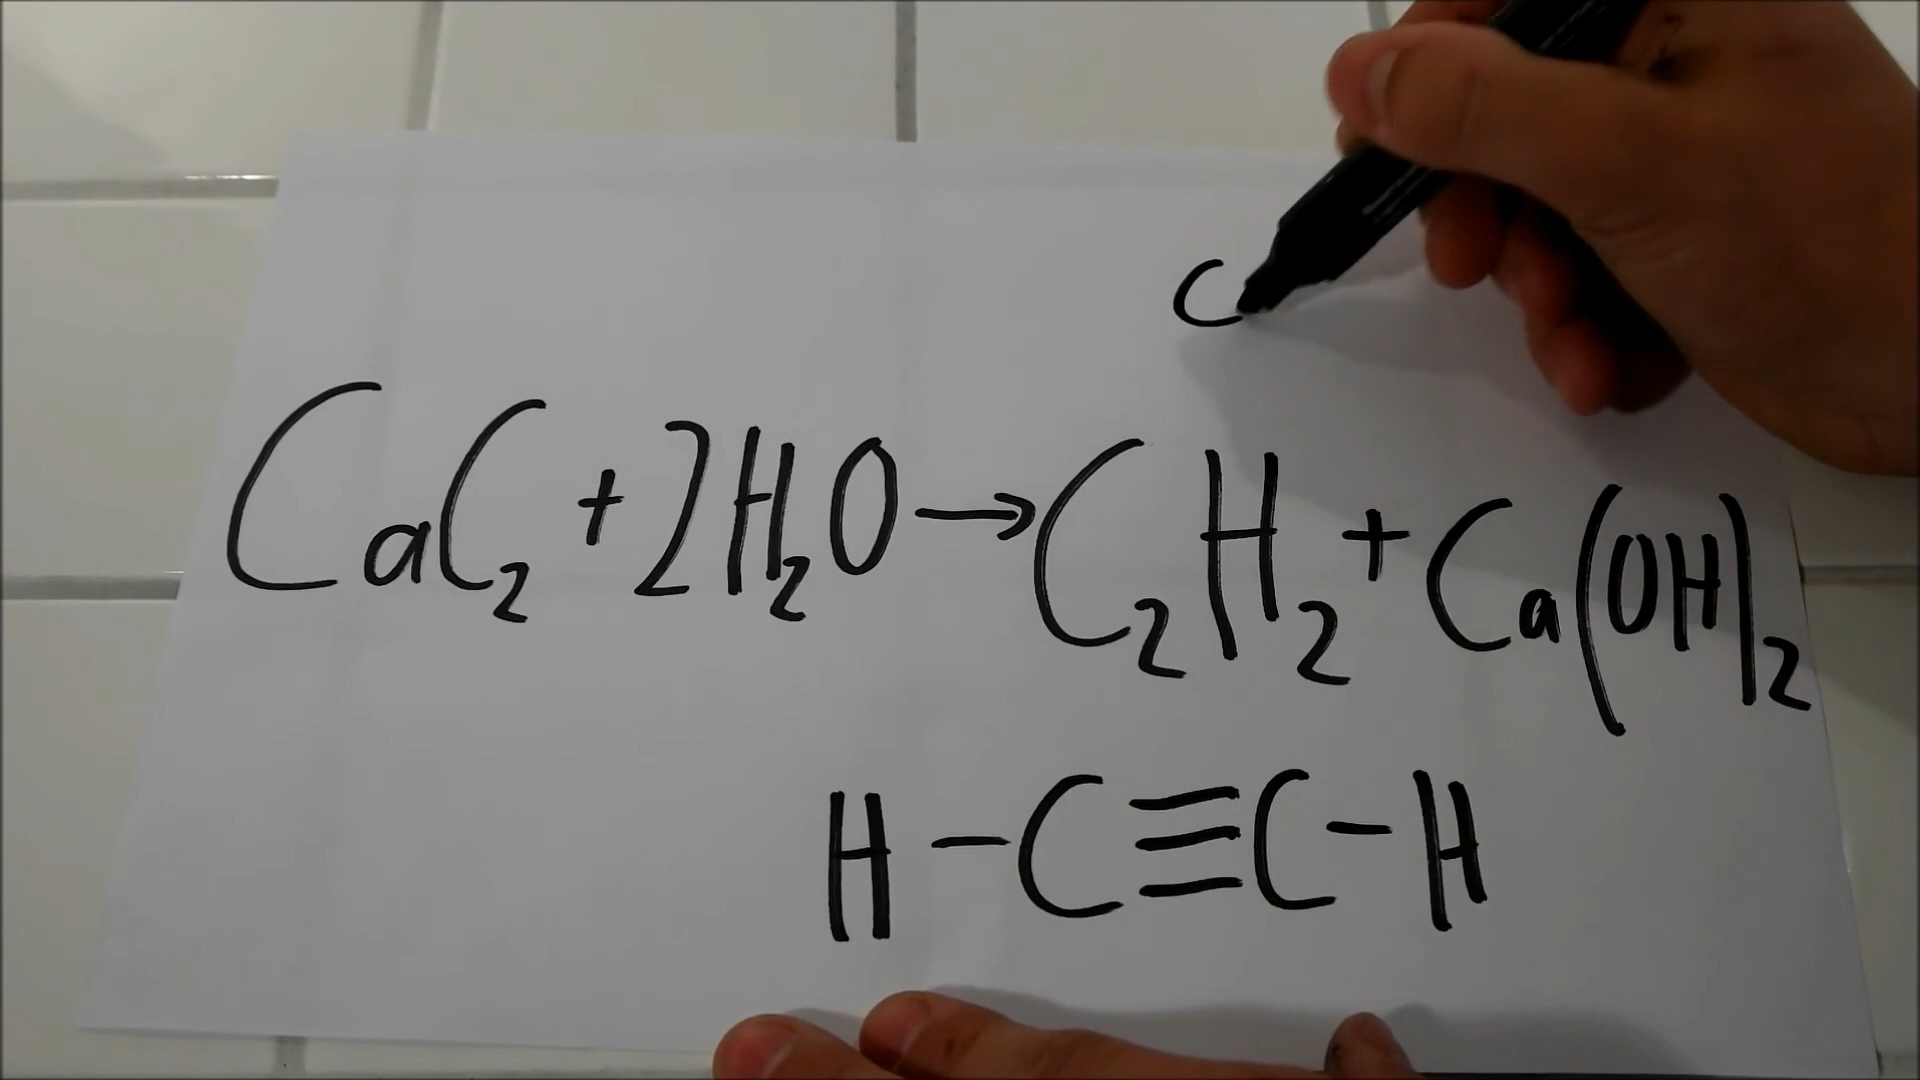 C
CaC₂ + 2H₂O → C₂H₂ + Ca(OH)₂
H-C≡C-H